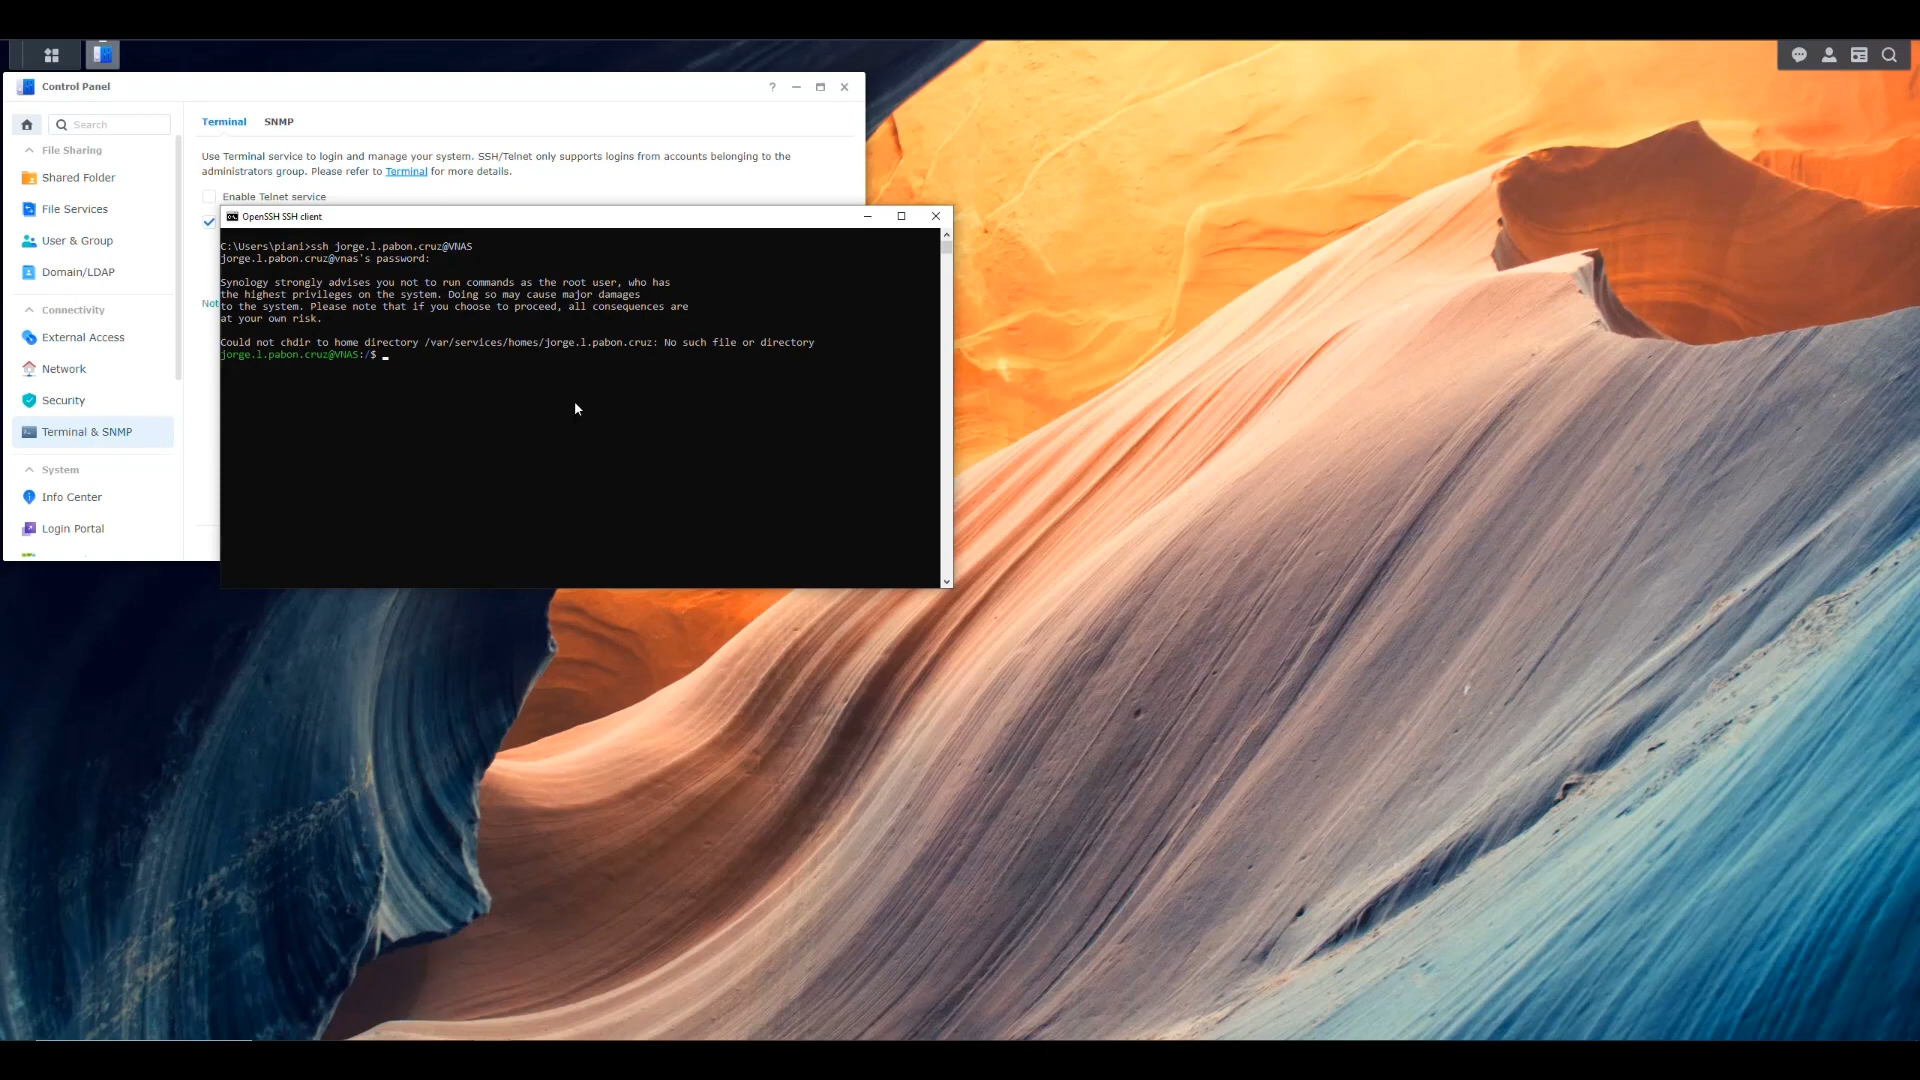 Control Panel
?
Search
File Sharing
Shared Folder
File Services
User & Group
Domain/LDAP
Connectivity
External Access
Network
Security
Terminal & SNMP
System
Info Center
Login Portal
Terminal SNMP
Use Terminal service to login and manage your system. SSH/Telnet only supports logins from accounts belonging to the
administrators group. Please refer to Terminal for more details.
Enable Telnet service
OpenSSH SSH client
C:\Users\piani>ssh jorge.l.pabon.cruz@VNAS
jorge.l.pabon.cruz@vnas's password:
Synology strongly advises you not to run commands as the root user, who has
the highest privileges on the system. Doing so may cause major damages
to the system. Please note that if you choose to proceed, all consequences are
at your own risk.
Could not chdir to home directory /var/services/homes/jorge.l.pabon.cruz: No such file or directory
jorge.l.pabon.cruz@VNAS:/$